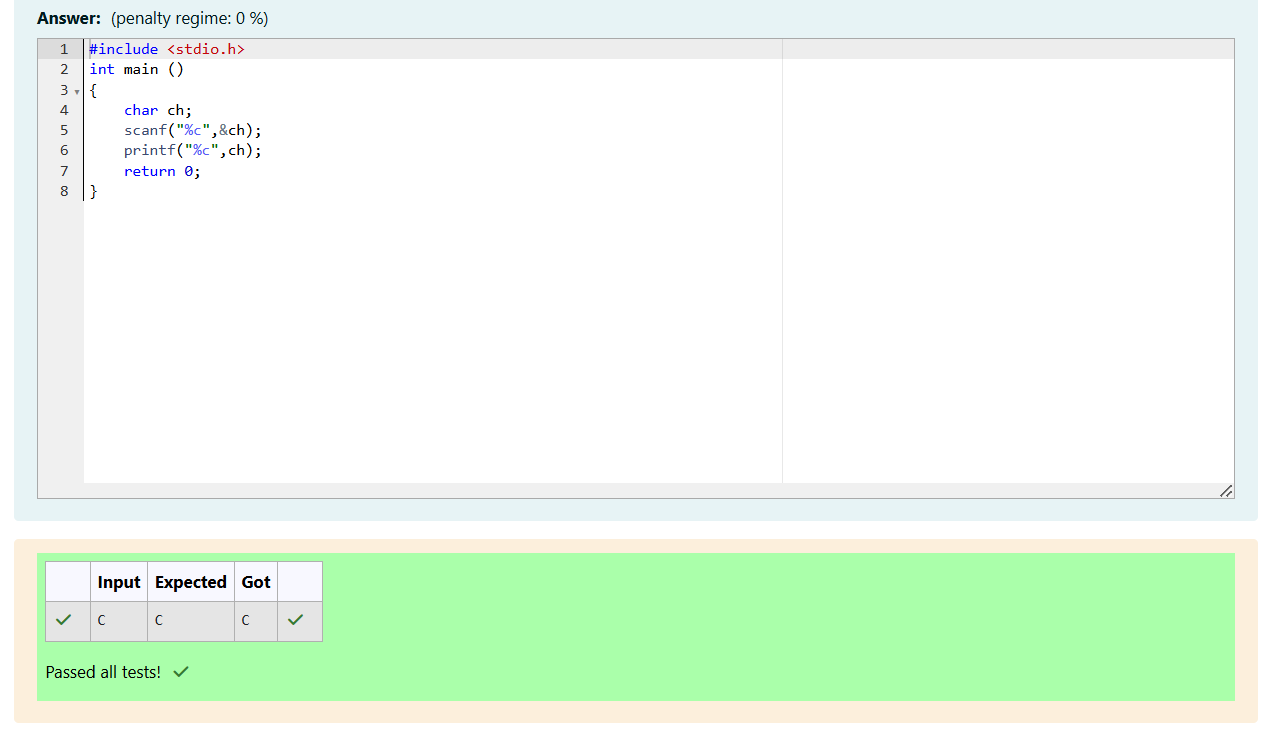 Answer: (penalty regime: 0 %)
1 #include <stdio.h>
2 int main ()
3 {
4     char ch;
5     scanf("%c",&ch);
6     printf("%c",ch);
7     return 0;
8 }
Input Expected Got
C C C
Passed all tests!